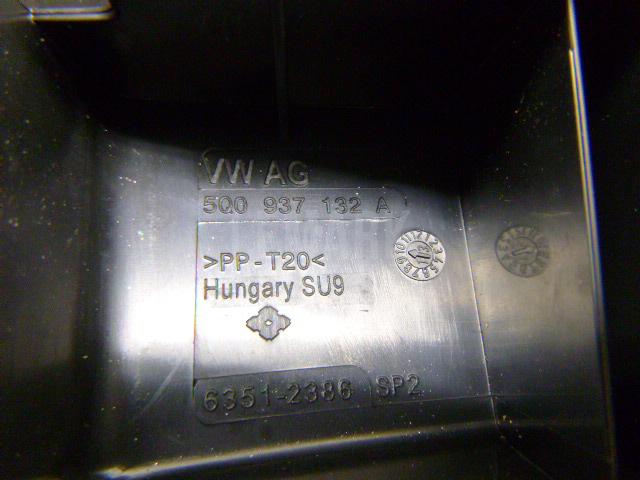 VW AG
5Q0 937 132 A
>PP-T20<
Hungary SU9
6351-2386 SP2